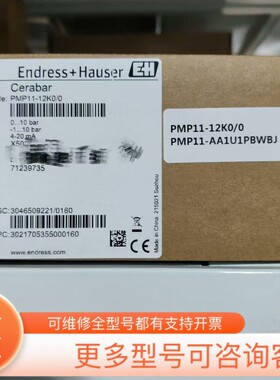 Endress+Hauser EH
Cerabar
PMP11-12K0/0
0...10 bar
-1...10 bar
4-20 mA
71239735
SC: 3046509221/0160
PC: 3021705355000160
www.endress.com
Made in China, 215021 Suzhou
PMP11-12K0/0
PMP11-AA1U1PBWBJ
可维修全型号都有支持开票
更多型号可咨询客